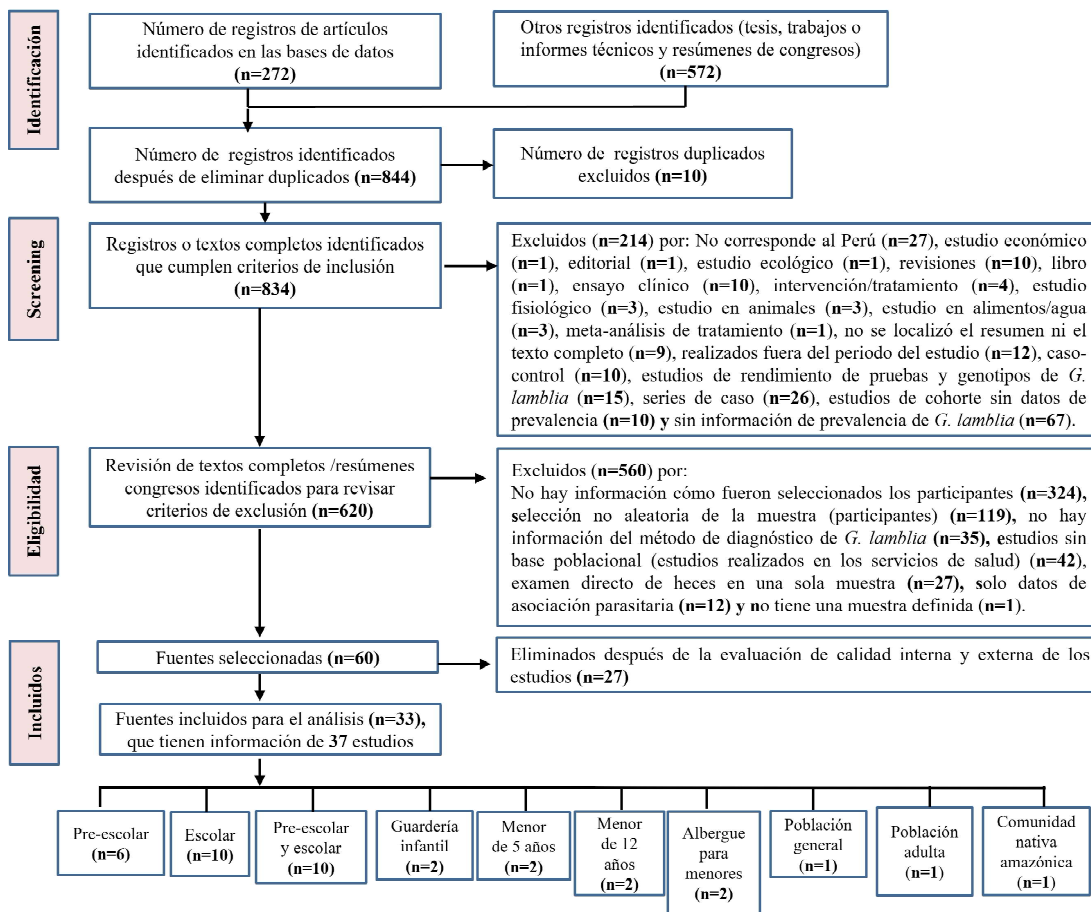 Identificación
Número de registros de artículos
identificados en las bases de datos
(n=272)
Otros registros identificados (tesis, trabajos o
informes técnicos y resúmenes de congresos)
(n=572)
Número de registros identificados
después de eliminar duplicados (n=844)
Número de registros duplicados
excluidos (n=10)
Screening
Registros o textos completos identificados
que cumplen criterios de inclusión
(n=834)
Excluidos (n=214) por: No corresponde al Perú (n=27), estudio económico
(n=1), editorial (n=1), estudio ecológico (n=1), revisiones (n=10), libro
(n=1), ensayo clínico (n=10), intervención/tratamiento (n=4), estudio
fisiológico (n=3), estudio en animales (n=3), estudio en alimentos/agua
(n=3), meta-análisis de tratamiento (n=1), no se localizó el resumen ni el
texto completo (n=9), realizados fuera del periodo del estudio (n=12), caso-
control (n=10), estudios de rendimiento de pruebas y genotipos de G.
lamblia (n=15), series de caso (n=26), estudios de cohorte sin datos de
prevalencia (n=10) y sin información de prevalencia de G. lamblia (n=67).
Eligibilidad
Revisión de textos completos /resúmenes
congresos identificados para revisar
criterios de exclusión (n=620)
Excluidos (n=560) por:
No hay información cómo fueron seleccionados los participantes (n=324),
selección no aleatoria de la muestra (participantes) (n=119), no hay
información del método de diagnóstico de G. lamblia (n=35), estudios sin
base poblacional (estudios realizados en los servicios de salud) (n=42),
examen directo de heces en una sola muestra (n=27), solo datos de
asociación parasitaria (n=12) y no tiene una muestra definida (n=1).
Incluidos
Fuentes seleccionadas (n=60)
Eliminados después de la evaluación de calidad interna y externa de los
estudios (n=27)
Fuentes incluidos para el análisis (n=33),
que tienen información de 37 estudios
Pre-escolar
(n=6)
Escolar
(n=10)
Pre-escolar
y escolar
(n=10)
Guardería
infantil
(n=2)
Menor
de 5 años
(n=2)
Menor
de 12
años
(n=2)
Albergue
para
menores
(n=2)
Población
general
(n=1)
Población
adulta
(n=1)
Comunidad
nativa
amazónica
(n=1)